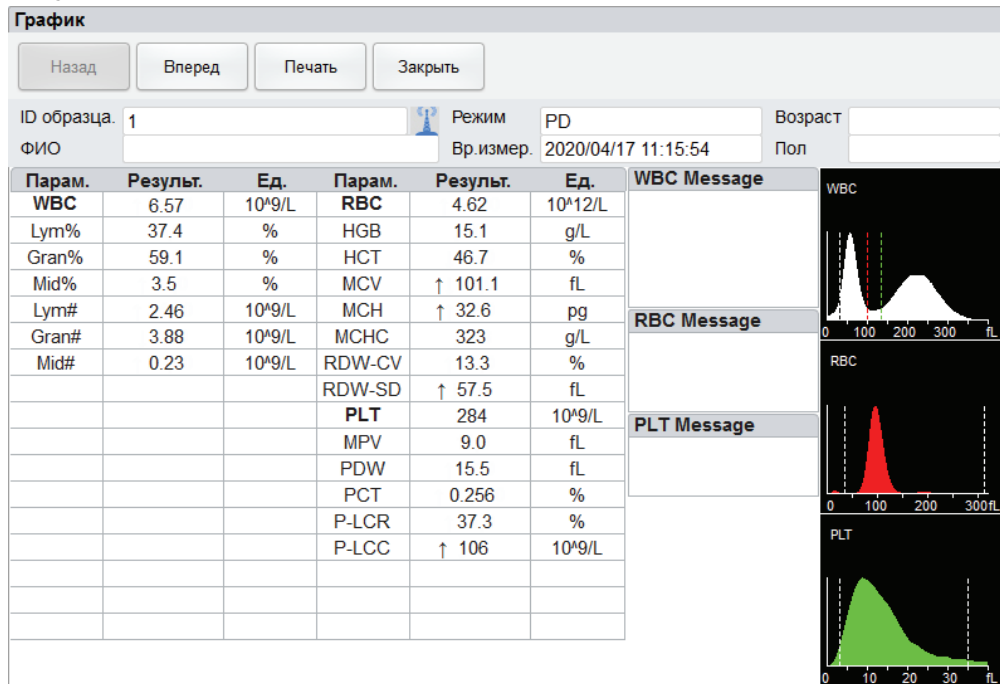 График
Назад Вперед Печать Закрыть
ID образца. 1 Режим PD Возраст
ФИО Вр.измер. 2020/04/17 11:15:54 Пол
Парам. Результ. Ед. Парам. Результ. Ед. WBC Message WBC
WBC 6.57 10^9/L RBC 4.62 10^12/L
Lym% 37.4 % HGB 15.1 g/L
Gran% 59.1 % HCT 46.7 %
Mid% 3.5 % MCV ↑ 101.1 fL
Lym# 2.46 10^9/L MCH ↑ 32.6 pg
RBC Message
0 100 200 300 fL
Gran# 3.88 10^9/L MCHC 323 g/L
Mid# 0.23 10^9/L RDW-CV 13.3 % RBC
RDW-SD ↑ 57.5 fL
PLT 284 10^9/L
PLT Message
MPV 9.0 fL
PDW 15.5 fL
PCT 0.256 %
0 100 200 300fL
P-LCR 37.3 %
PLT
P-LCC ↑ 106 10^9/L
0 10 20 30 fL